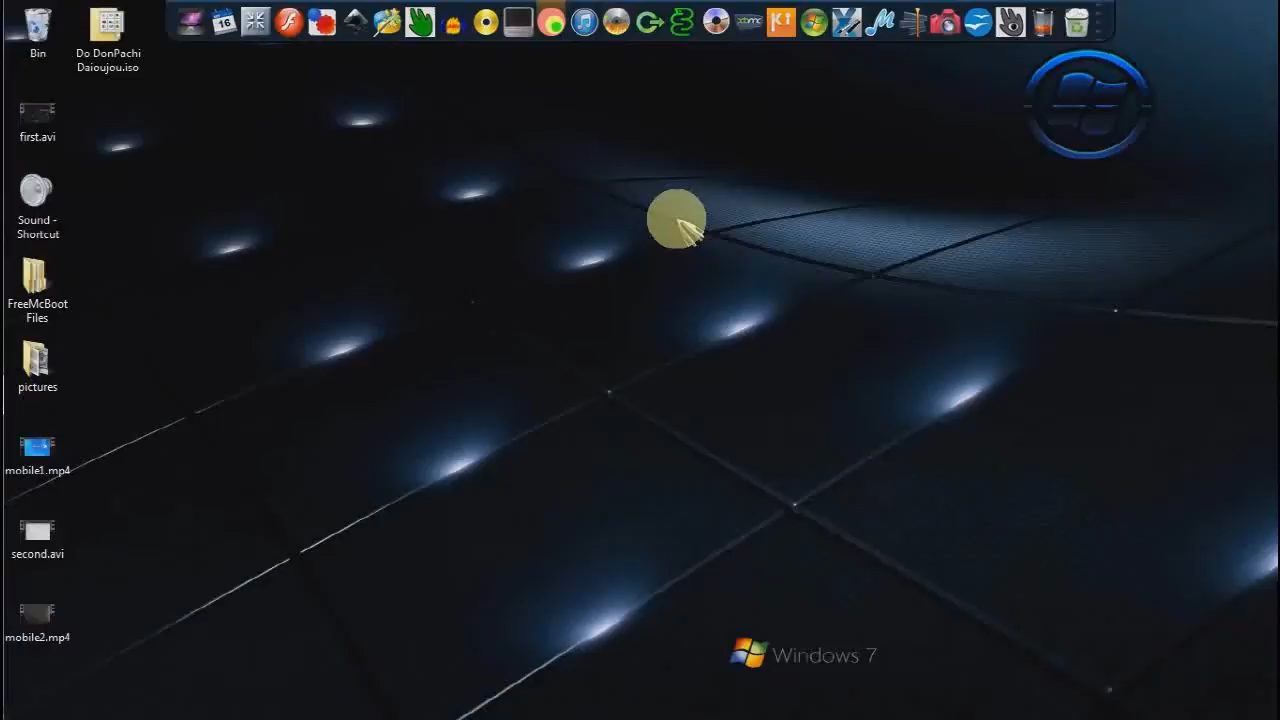 Bin
Do DonPachi
Daioujou.iso
first.avi
Sound -
Shortcut
FreeMcBoot
Files
pictures
mobile1.mp4
second.avi
mobile2.mp4
16
xbmc
K!
Windows 7